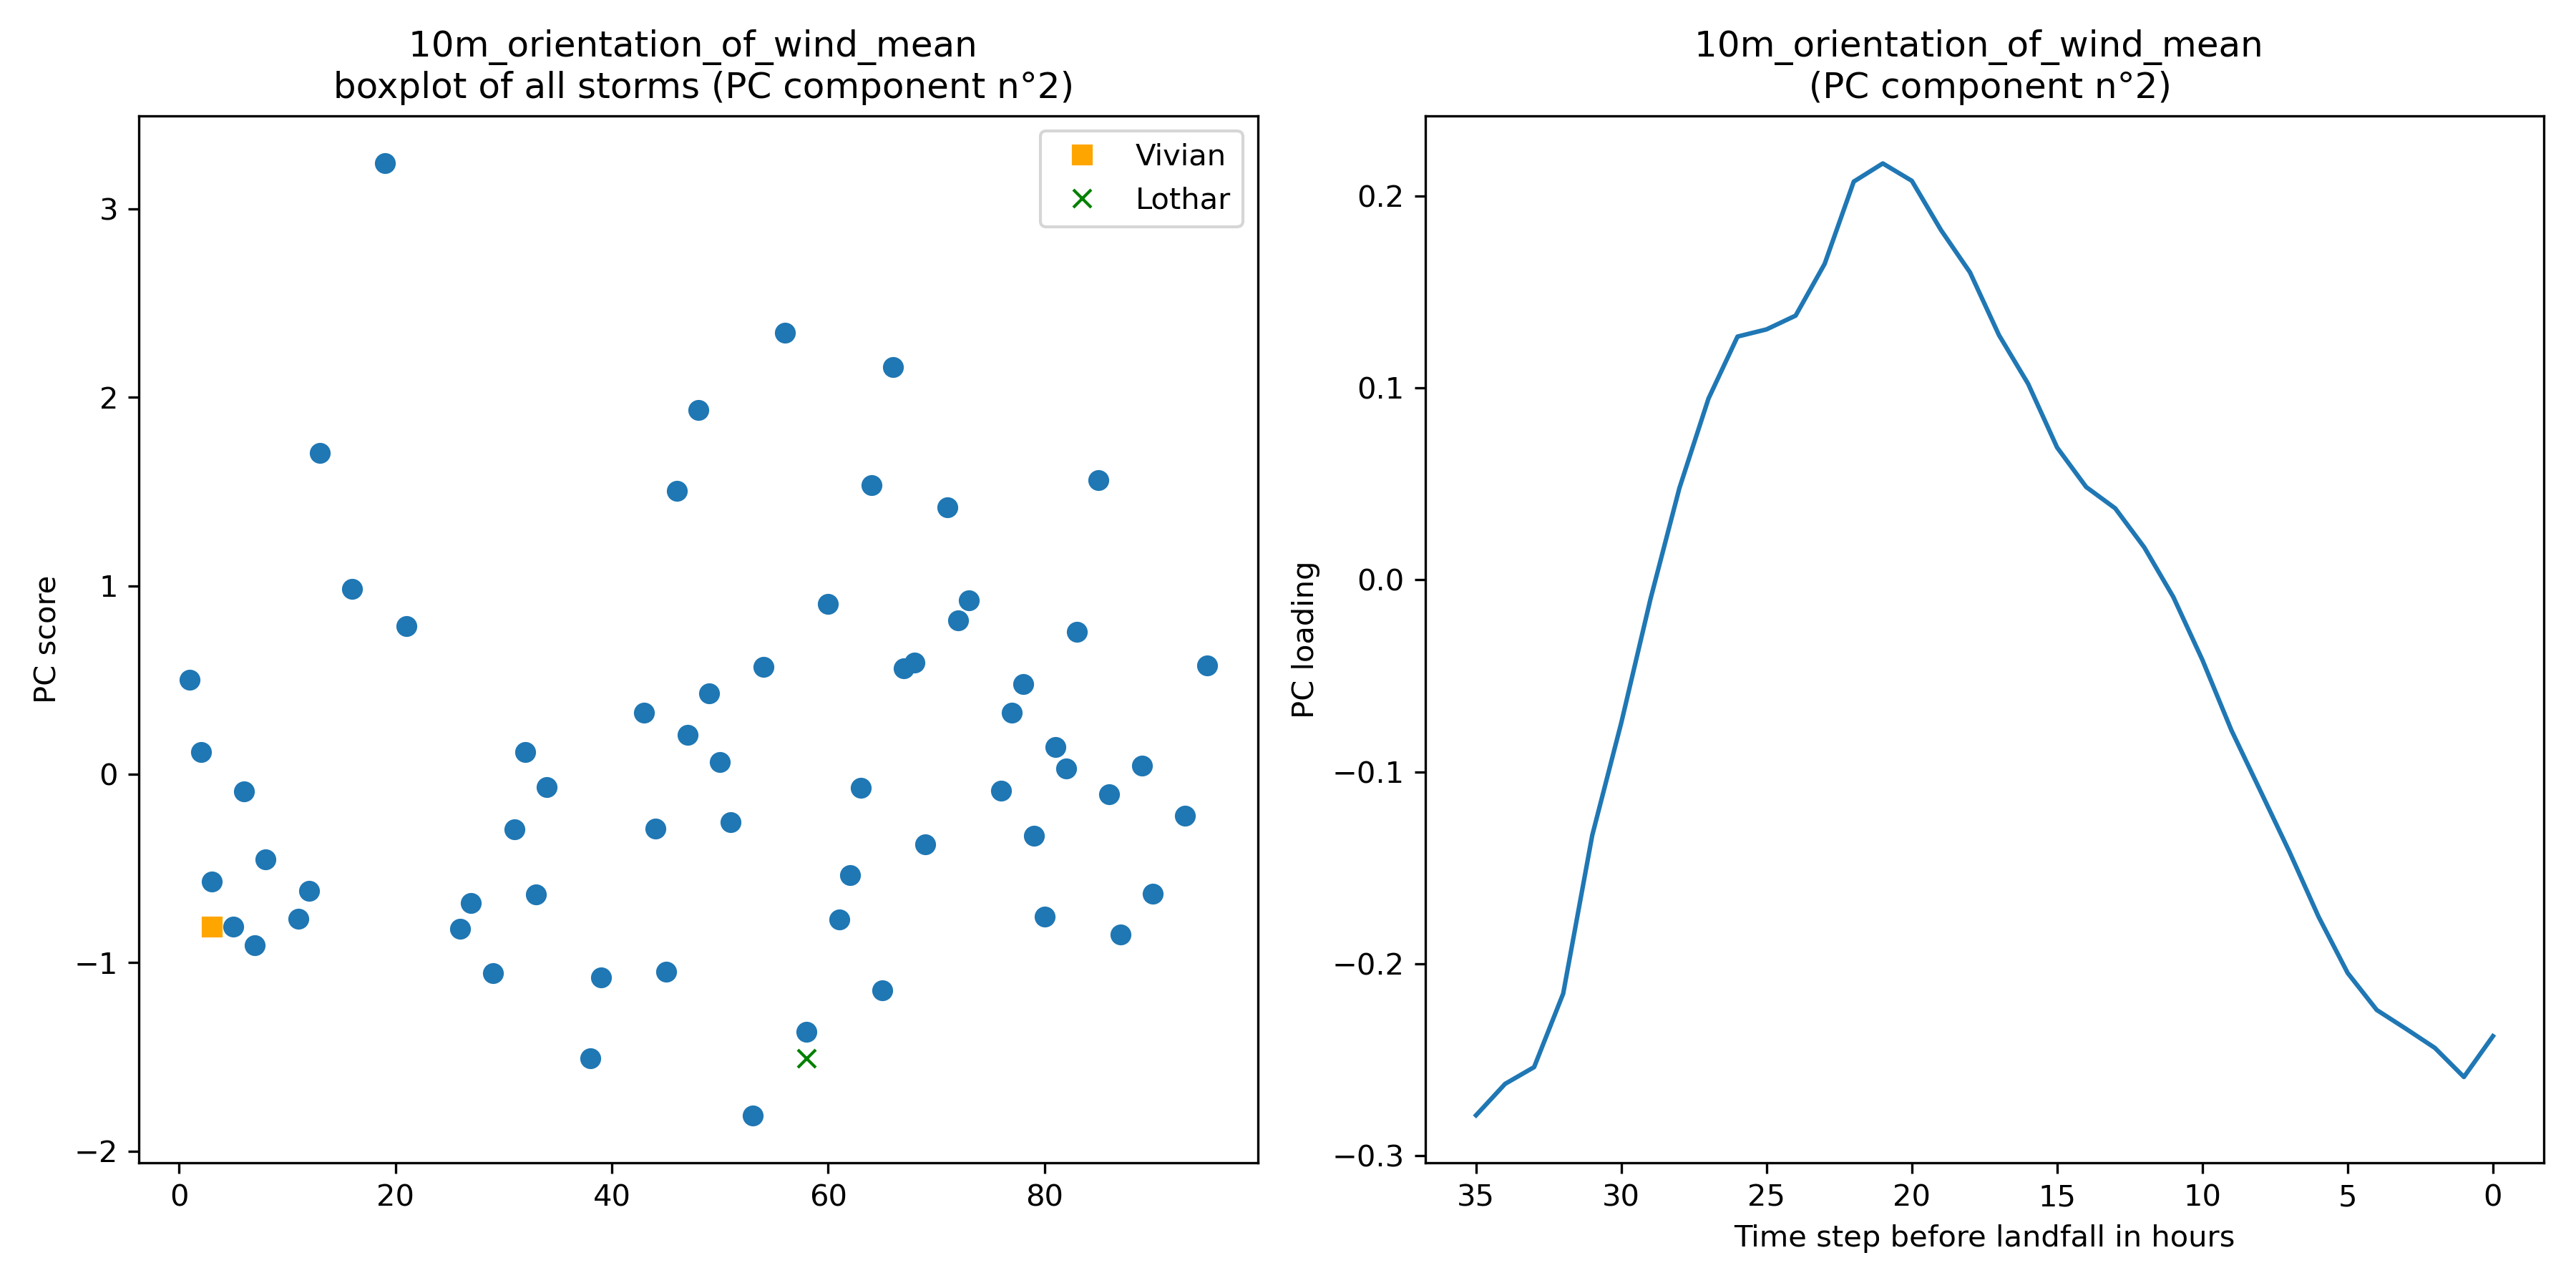 10m_orientation_of_wind_mean
boxplot of all storms (PC component n°2)
Vivian
Lothar
PC score
3
2
1
0
−1
−2
0 20 40 60 80
10m_orientation_of_wind_mean
(PC component n°2)
PC loading
0.2
0.1
0.0
−0.1
−0.2
−0.3
35 30 25 20 15 10 5 0
Time step before landfall in hours